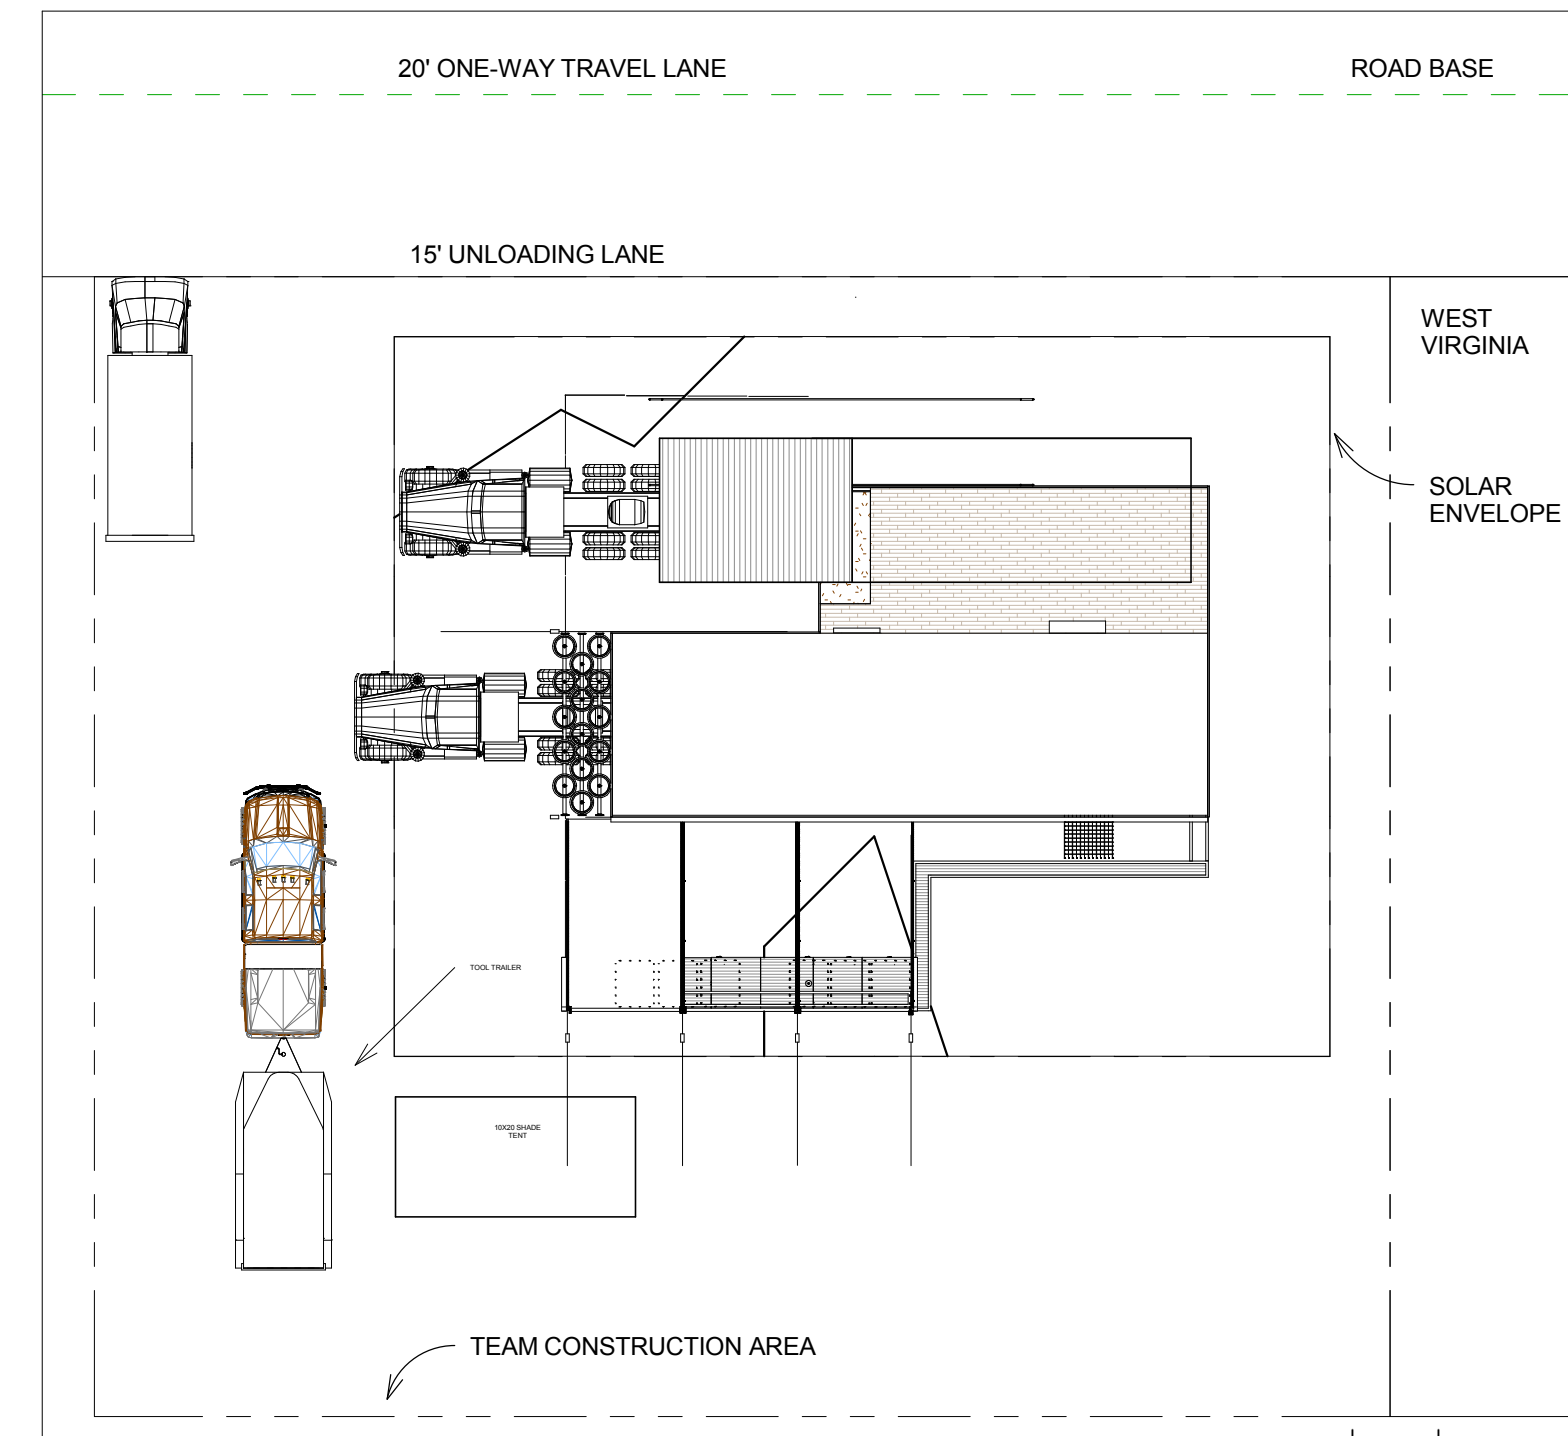 20' ONE-WAY TRAVEL LANE
ROAD BASE
15' UNLOADING LANE
WEST
VIRGINIA
SOLAR
ENVELOPE
TOOL TRAILER
10X20 SHADE
TENT
TEAM CONSTRUCTION AREA